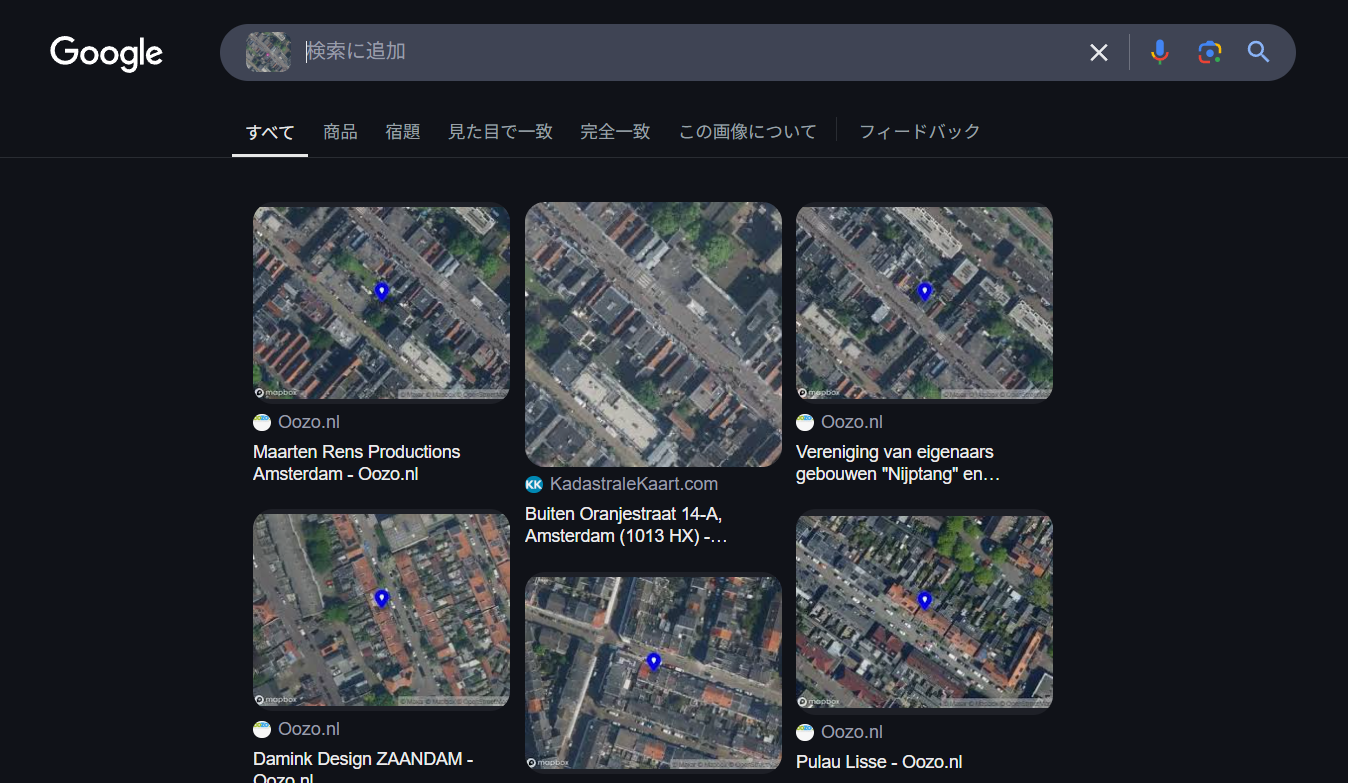 Google
検索に追加
すべて
商品
宿題
見た目で一致
完全一致
この画像について
フィードバック
mapbox
Oozo.nl
Maarten Rens Productions
Amsterdam - Oozo.nl
KK KadastraleKaart.com
Buiten Oranjestraat 14-A,
Amsterdam (1013 HX) -…
mapbox
Oozo.nl
Vereniging van eigenaars
gebouwen "Nijptang" en…
mapbox
Oozo.nl
Damink Design ZAANDAM -
Oozo.nl
mapbox
mapbox
Oozo.nl
Pulau Lisse - Oozo.nl